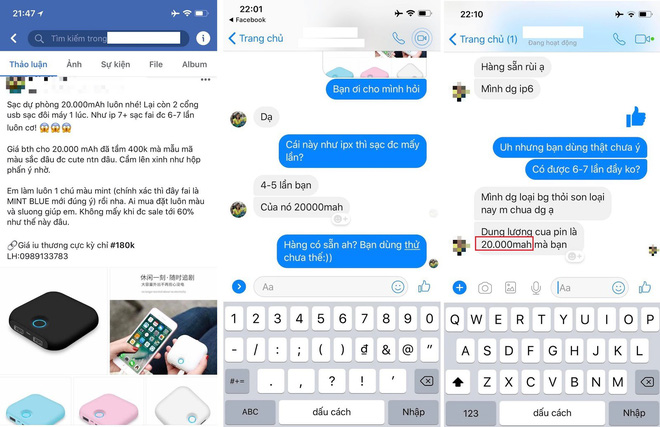 21:47
Tìm kiếm trong
Thảo luận
Ảnh
Sự kiện
File
Album
Sạc dự phòng 20.000mAh luôn nhé! Lại còn 2 cổng
usb sạc đôi máy 1 lúc. Như ip 7+ sạc fai đc 6-7 lần
luôn cơ! 😱😱😱
Giá bth cho 20.000 mAh đã tầm 400k mà mẫu mã
màu sắc đâu đc cute ntn đâu. Cầm lên xinh như hộp
phấn ý nhờ.
Em làm luôn 1 chú màu mint (chính xác thì đây fai là
MINT BLUE mới đúng ý) rồi nha. Ai mua đặt luôn màu
và sluong giúp em. Không mấy khi đc sale tới 60%
như thế này đâu.
🔗Giá iu thương cực kỳ chỉ #180k
LH:0989133783
休闲一刻·随时追剧
22:01
Facebook
Trang chủ
Bạn ơi cho mình hỏi
Dạ
Cái này như ipx thì sạc đc mấy
lần?
4-5 lần bạn
Của nó 20000mah
Hàng có sẵn ah? Bạn dùng thử
chưa thế:))
Aa
1 2 3 4 5 6 7 8 9 0
- / : ; ( ) ₫ & @ "
#+= . , ? ! '
ABC
dấu cách
Nhập
22:10
Trang chủ (1)
Đang hoạt động
Hàng sẵn rùi ạ
Mình dg ip6
Uh nhưng bạn dùng thật chưa ý
Có được 6-7 lần đấy ko?
Mình dg loại bg thỏi son loại
nay m chua dg ạ
Dung lượng cua pin là
20.000mah mà bạn
Aa
Q W E R T Y U I O P
A S D F G H J K L
Z X C V B N M
123
dấu cách
Nhập